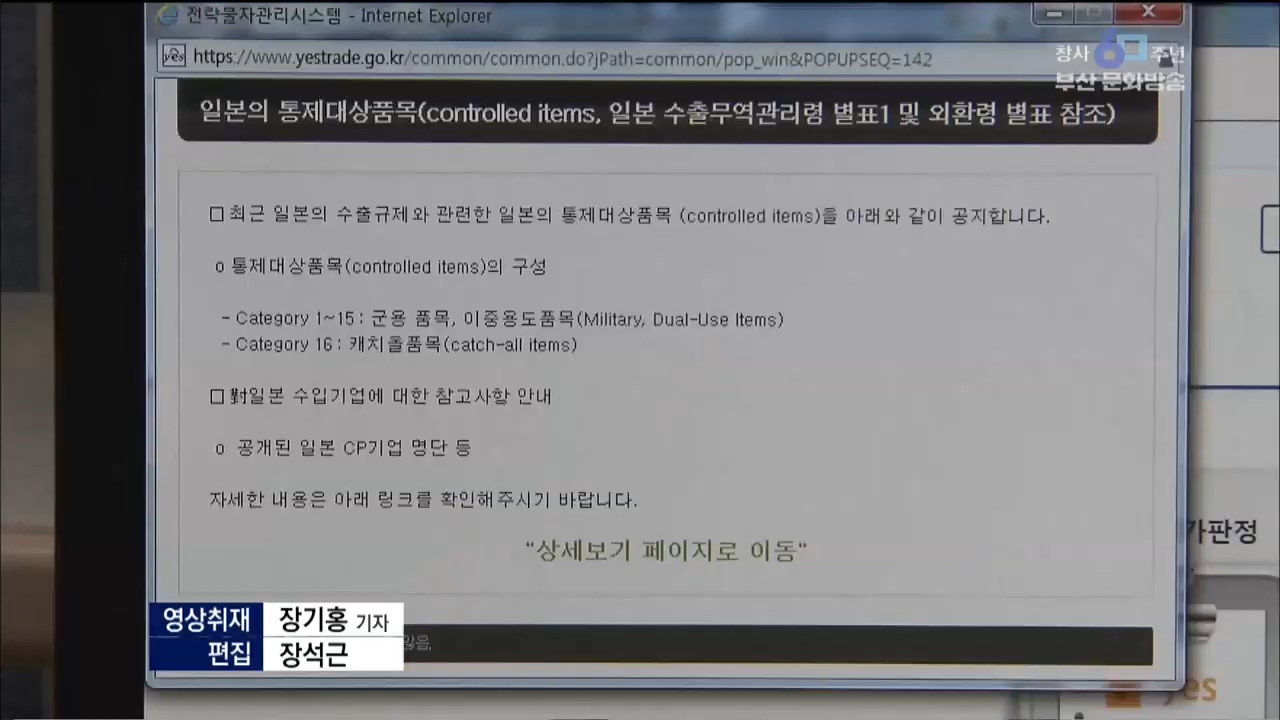 전략물자관리시스템 - Internet Explorer
https://www.yestrade.go.kr/common/common.do?jPath=common/pop_win&POPUPSEQ=142
창사 60 주년
부산 문화방송
일본의 통제대상품목(controlled items, 일본 수출무역관리령 별표1 및 외환령 별표 참조)
□ 최근 일본의 수출규제와 관련한 일본의 통제대상품목 (controlled items)을 아래와 같이 공지합니다.
o 통제대상품목(controlled items)의 구성
- Category 1~15 : 군용 품목, 이중용도품목(Military, Dual-Use Items)
- Category 16 : 캐치올품목(catch-all items)
□ 對일본 수입기업에 대한 참고사항 안내
o 공개된 일본 CP기업 명단 등
자세한 내용은 아래 링크를 확인해주시기 바랍니다.
"상세보기 페이지로 이동"
가판정
영상취재 장기홍 기자
편집 장석근
않음
yes